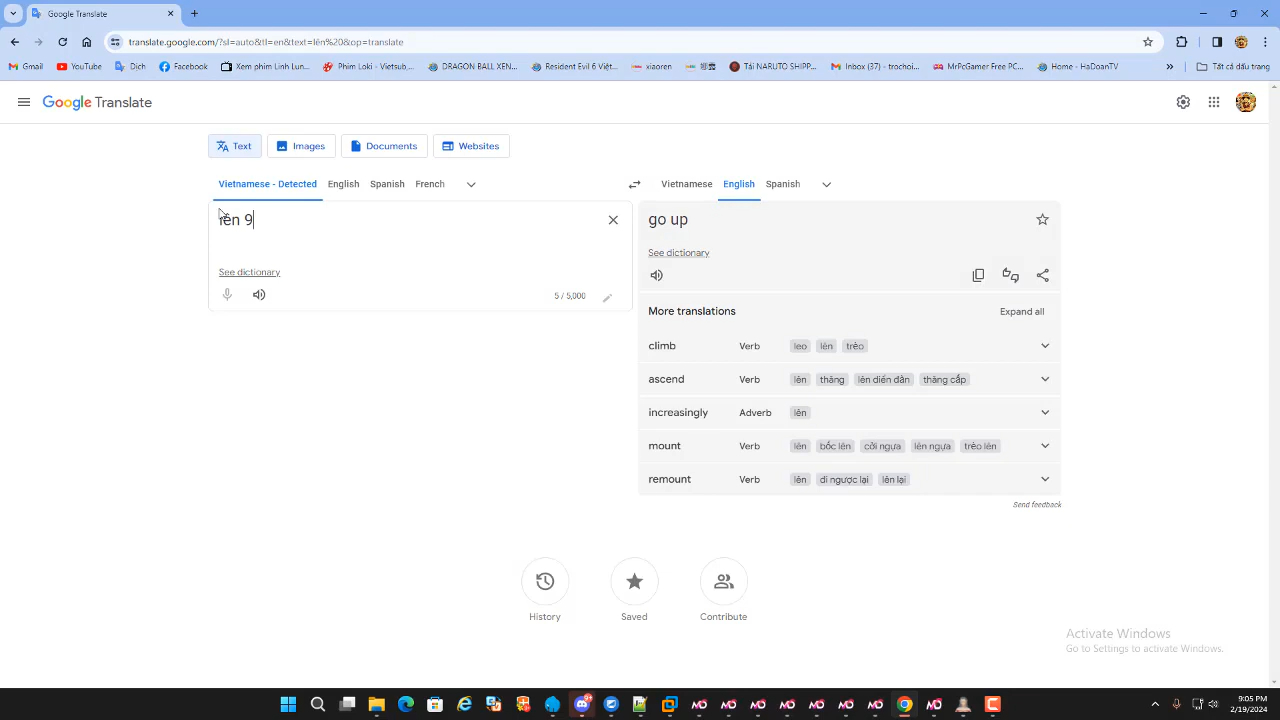 Google Translate
translate.google.com/?sl=auto&tl=en&text=lên%209&op=translate
Gmail YouTube Dịch Facebook Xem phim Linh Lun... Phim Loki - Vietsub,... DRAGON BALL XEN... Resident Evil 6 Việt... xiaoren Tải NARUTO SHIPP... Inbox (37) - trochoi... MrPcGamer Free PC... Home - HaDoanTV » Tất cả dấu trang
Google Translate
Text Images Documents Websites
Vietnamese - Detected English Spanish French Vietnamese English Spanish
lên 9 go up
See dictionary
See dictionary
5 / 5,000
More translations Expand all
climb Verb leo lên trèo
ascend Verb lên thăng lên diễn đàn thăng cấp
increasingly Adverb lên
mount Verb lên bốc lên cởi ngựa lên ngựa trèo lên
remount Verb lên đi ngược lại lên lại
Send feedback
History Saved Contribute
Activate Windows
Go to Settings to activate Windows.
9:05 PM
2/19/2024